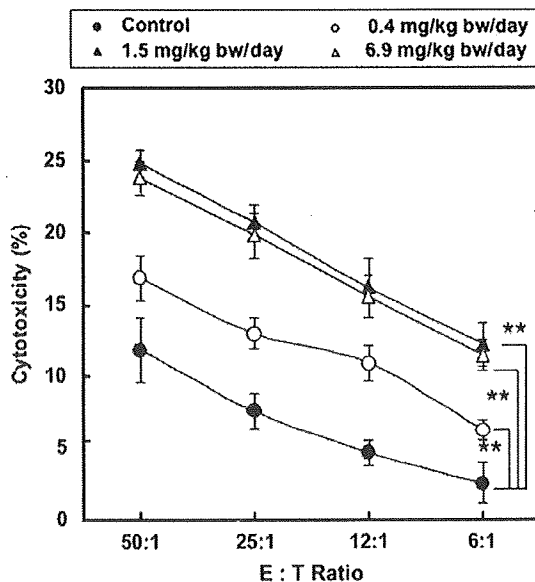 Control
0.4 mg/kg bw/day
1.5 mg/kg bw/day
6.9 mg/kg bw/day
30
25
20
15
10
5
0
Cytotoxicity (%)
**
**
**
50:1
25:1
12:1
6:1
E : T Ratio